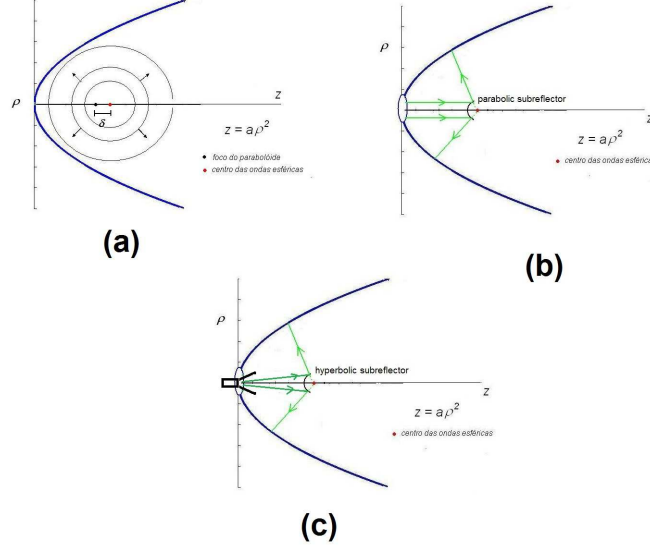 ρ
z
δ
z = aρ²
foco do parabolóide
centro das ondas esféricas
(a)
ρ
parabolic subreflector
z
z = aρ²
centro das ondas esféricas
(b)
ρ
hyperbolic subreflector
z
z = aρ²
centro das ondas esféricas
(c)